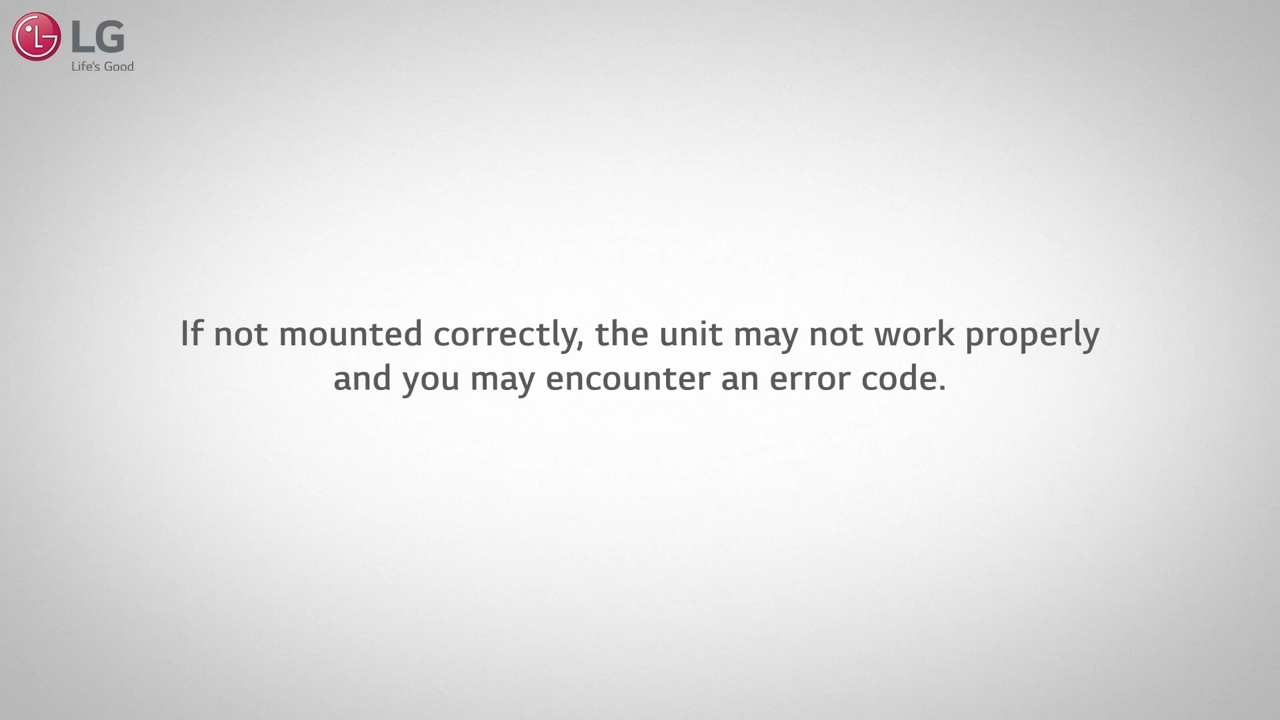 LG
Life's Good
If not mounted correctly, the unit may not work properly
and you may encounter an error code.